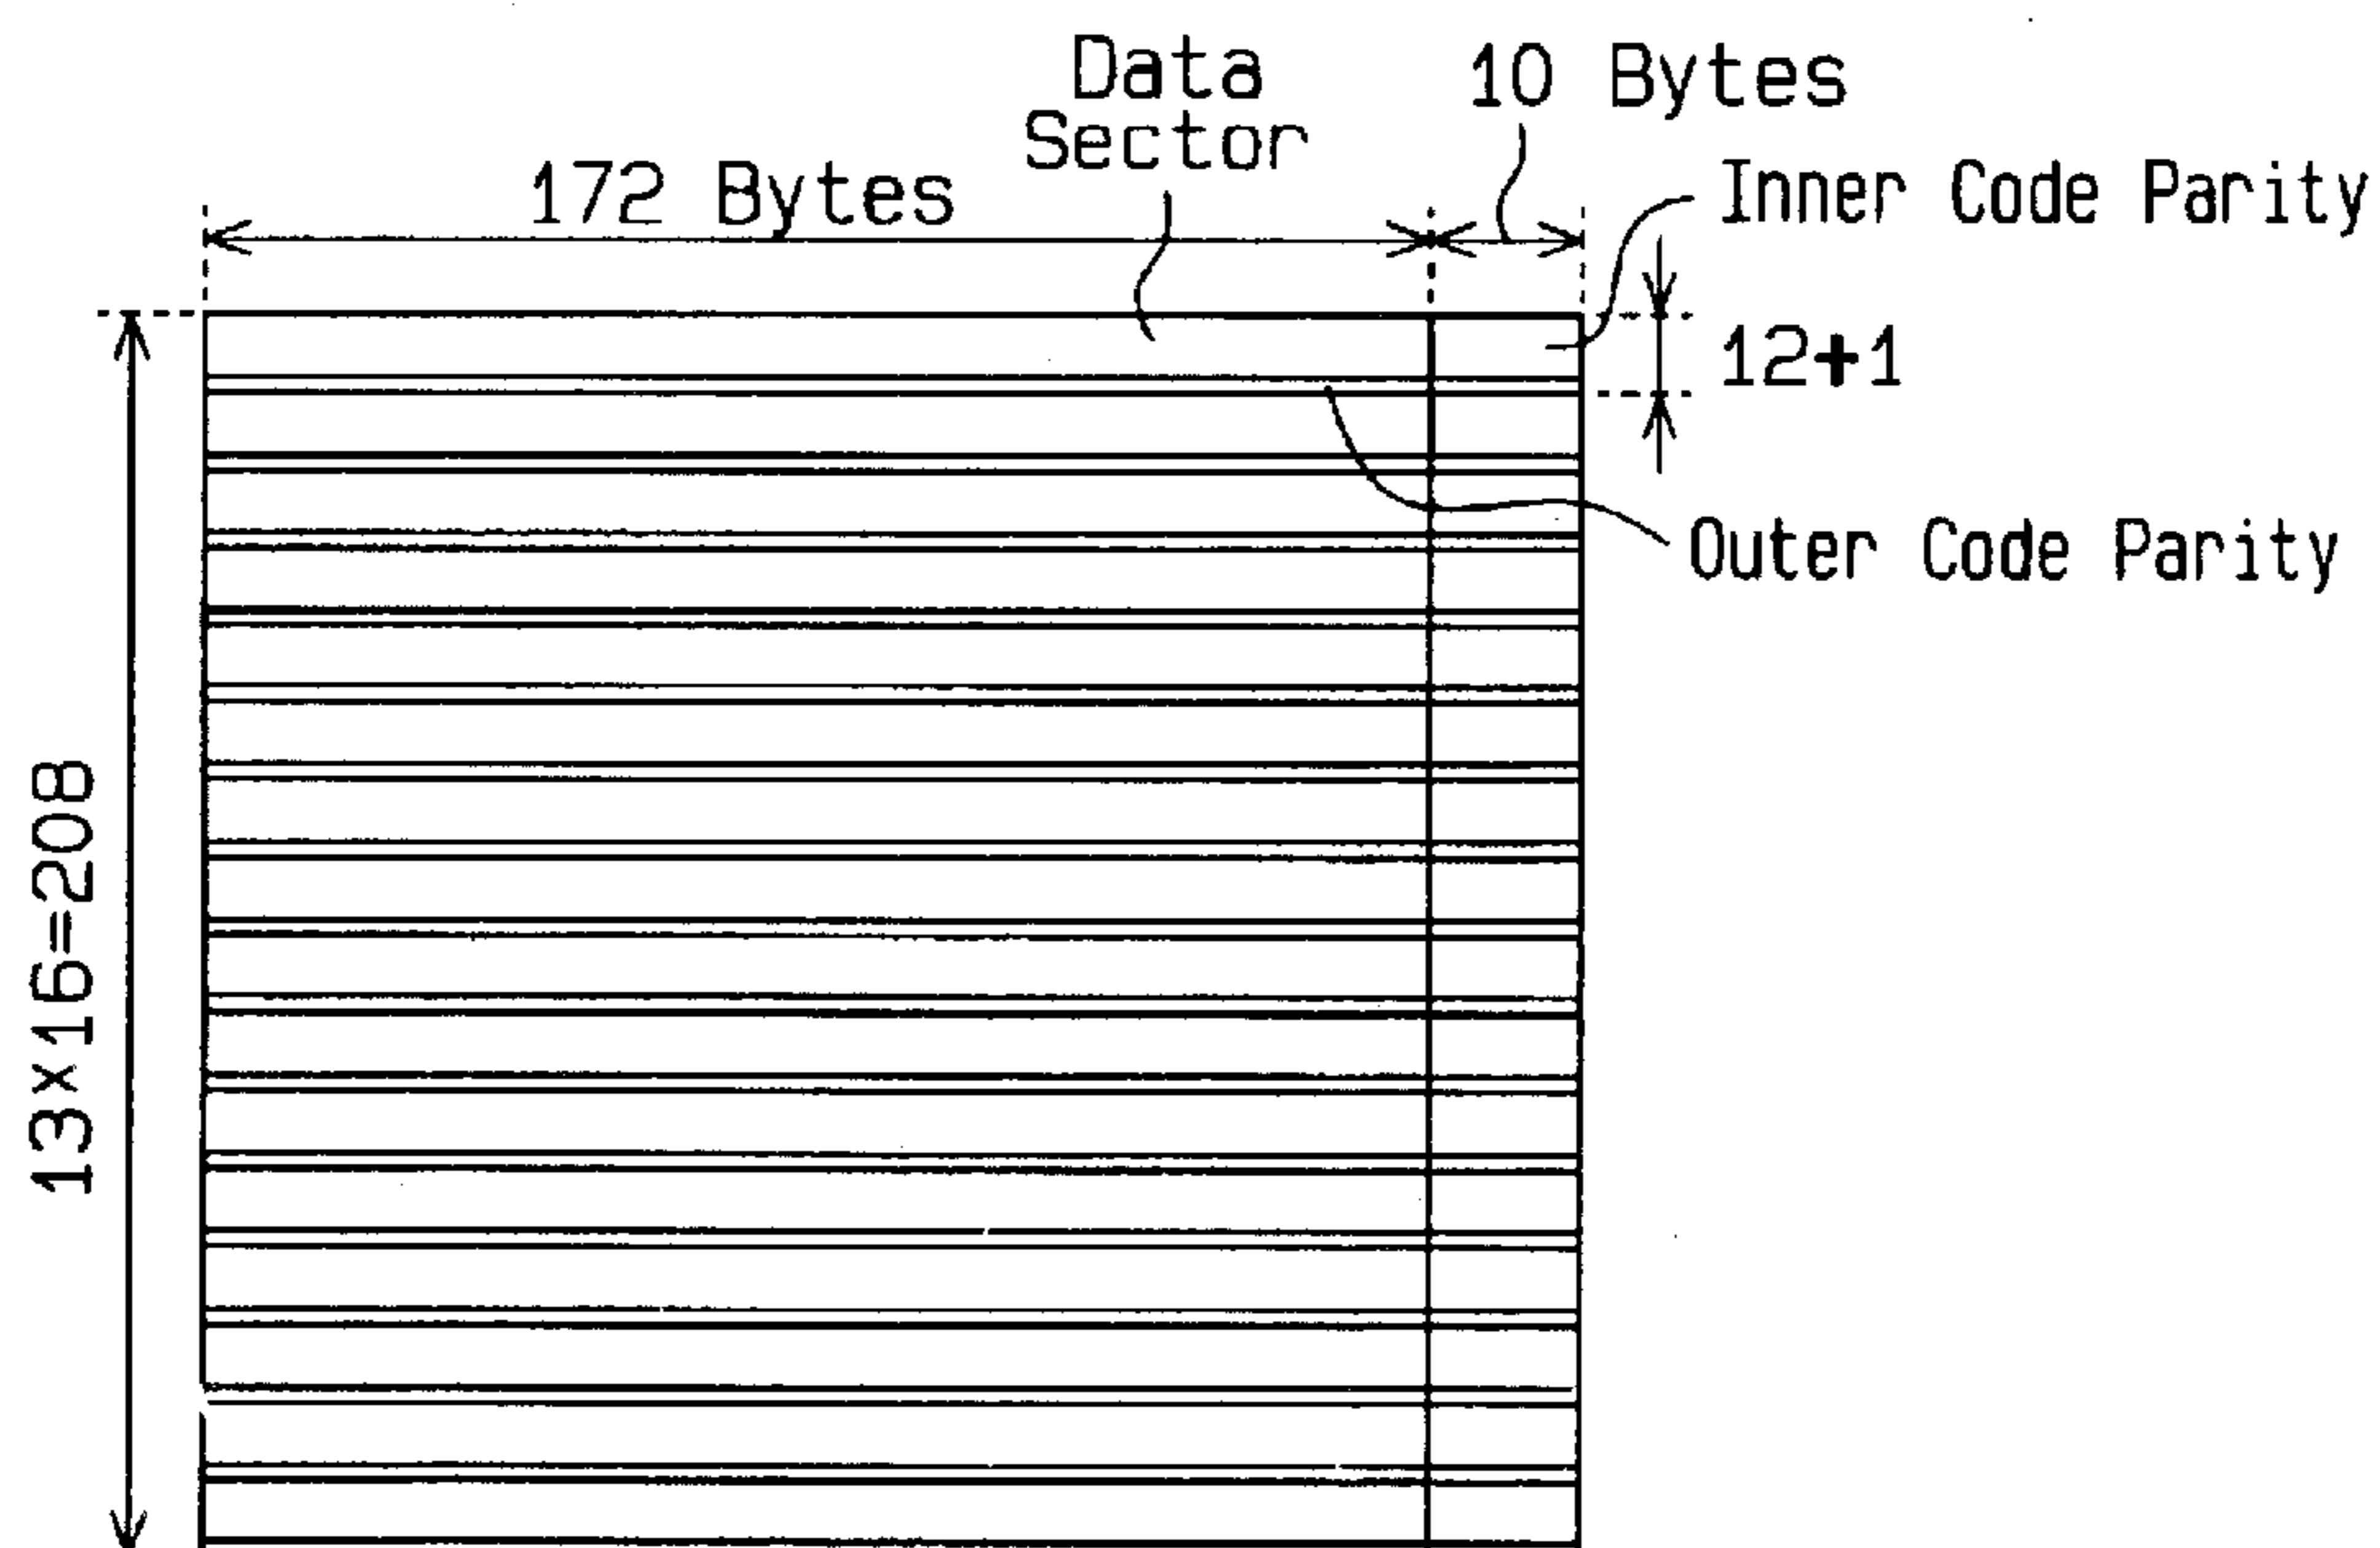 Data
Sector
10 Bytes
172 Bytes
Inner Code Parity
12+1
Outer Code Parity
13×16=208